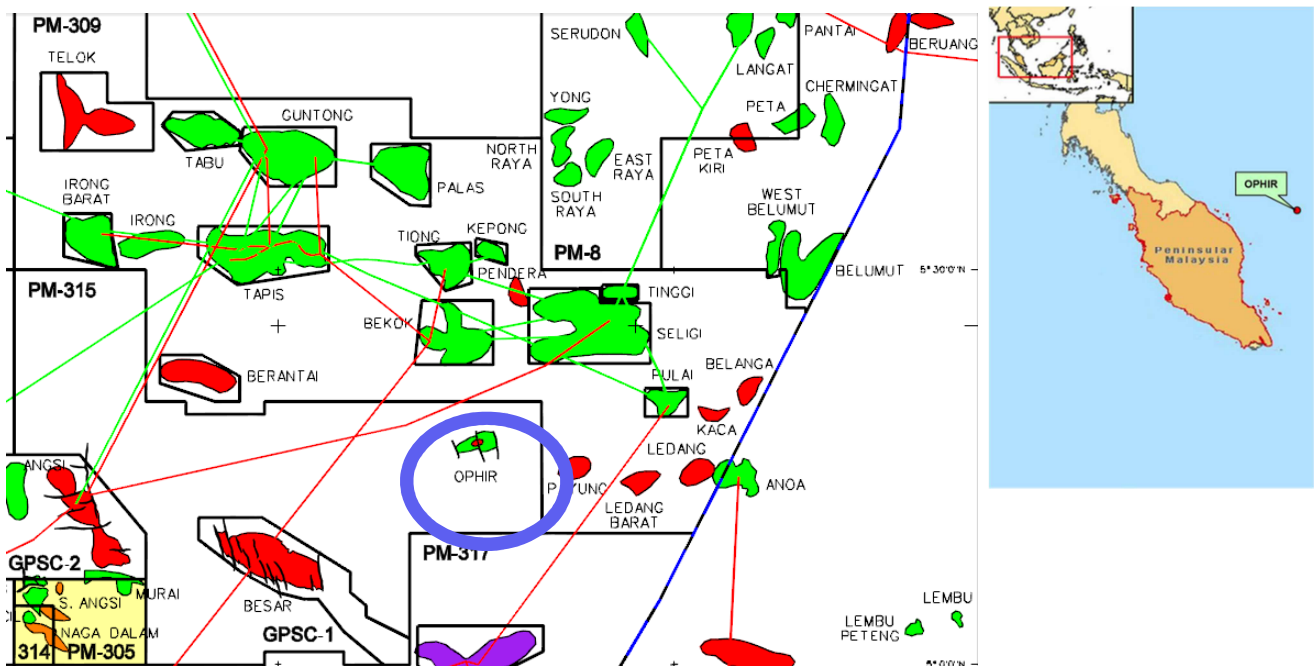 PM-309
TELOK
TABU
GUNTONG
PALAS
IRONG
BARAT
IRONG
TAPIS
PM-315
TIONG
KEPONG
PENDERA
BEKOK
BERANTAI
SERUDON
LANGAT
PANTAI
BERUANG
YONG
NORTH
RAYA
EAST
RAYA
SOUTH
RAYA
PETA
CHERMINGAT
PETA
KIRI
WEST
BELUMUT
BELUMUT
PM-8
5° 30'0"N
TINGGI
SELIGI
PULAI
BELANGA
KACA
LEDANG
ANOA
LEDANG
BARAT
OPHIR
ANGSI
GPSC-2
S. ANGSI
MURAI
NAGA DALAM
314
PM-305
BESAR
GPSC-1
PM-317
LEMBU
LEMBU
PETENG
OPHIR
Peninsular
Malaysia